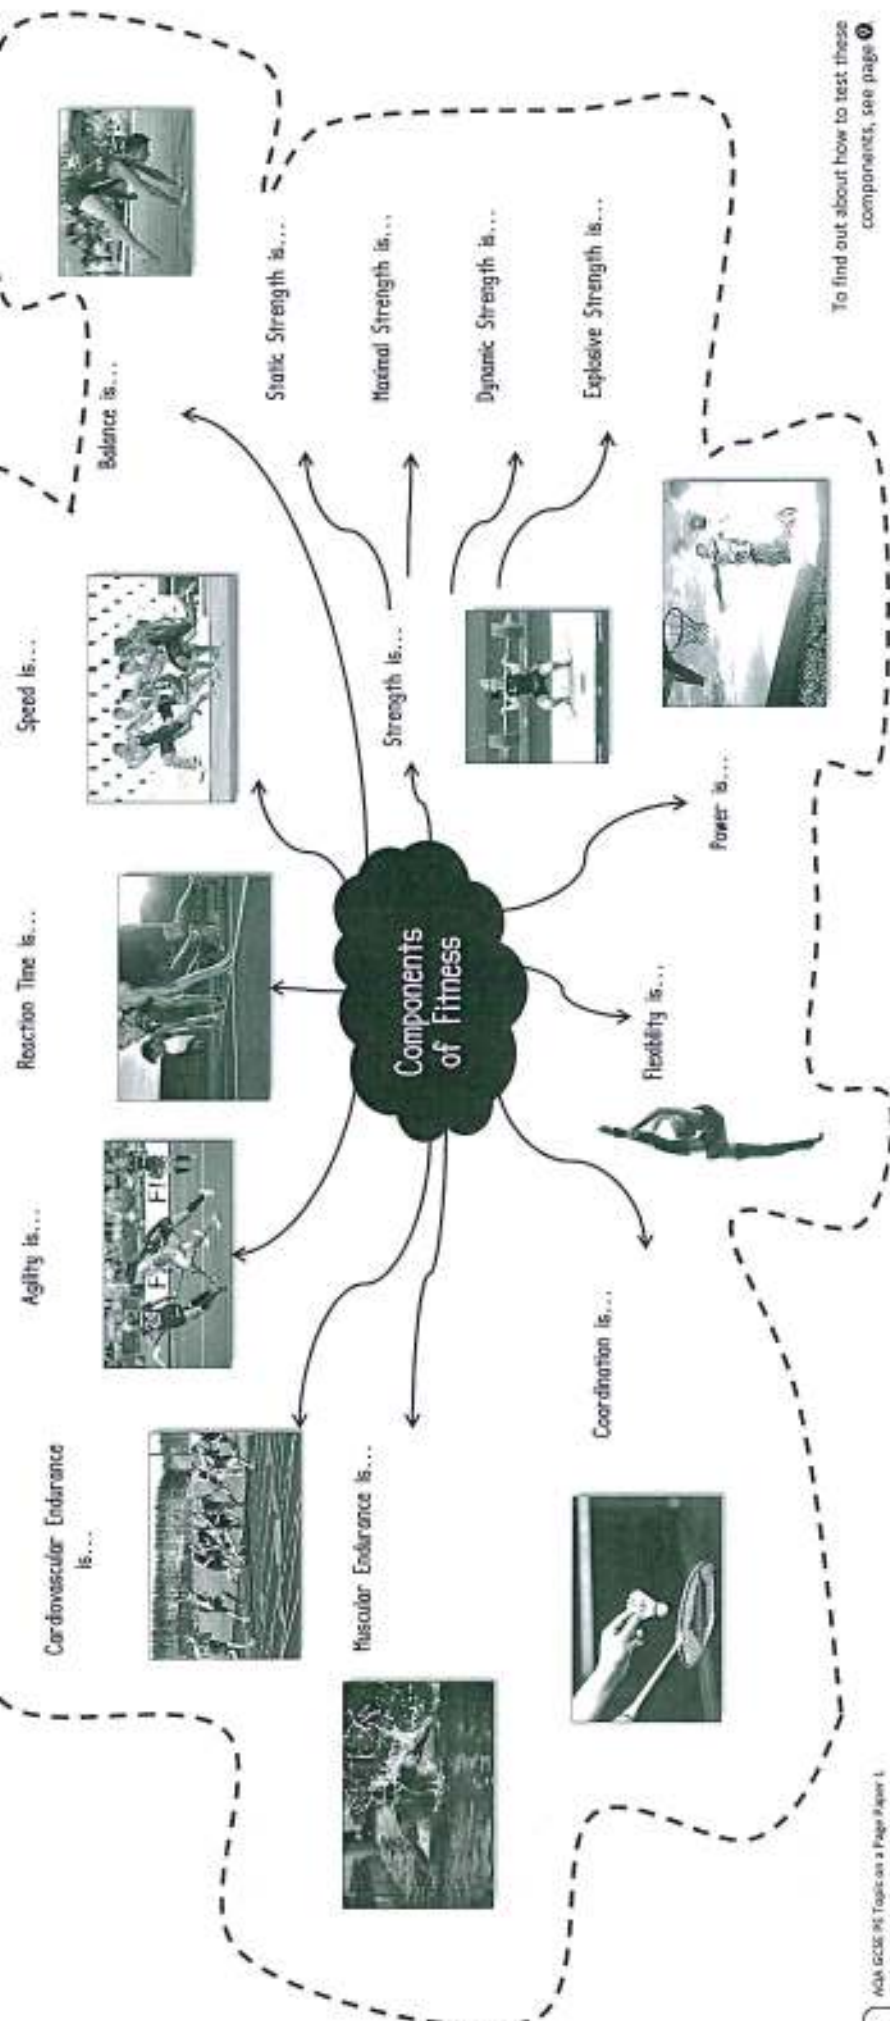 Cardiovascular Endurance
is...
Agility is...
Reaction Time is...
Speed is...
Balance is...
Static Strength is...
Maximal Strength is...
Dynamic Strength is...
Explosive Strength is...
Strength is...
Components
of Fitness
Muscular Endurance is...
Coordination is...
Flexibility is...
Power is...
To find out about how to test these
components, see page 9
AQA GCSE PE Topic on a Page Paper 1